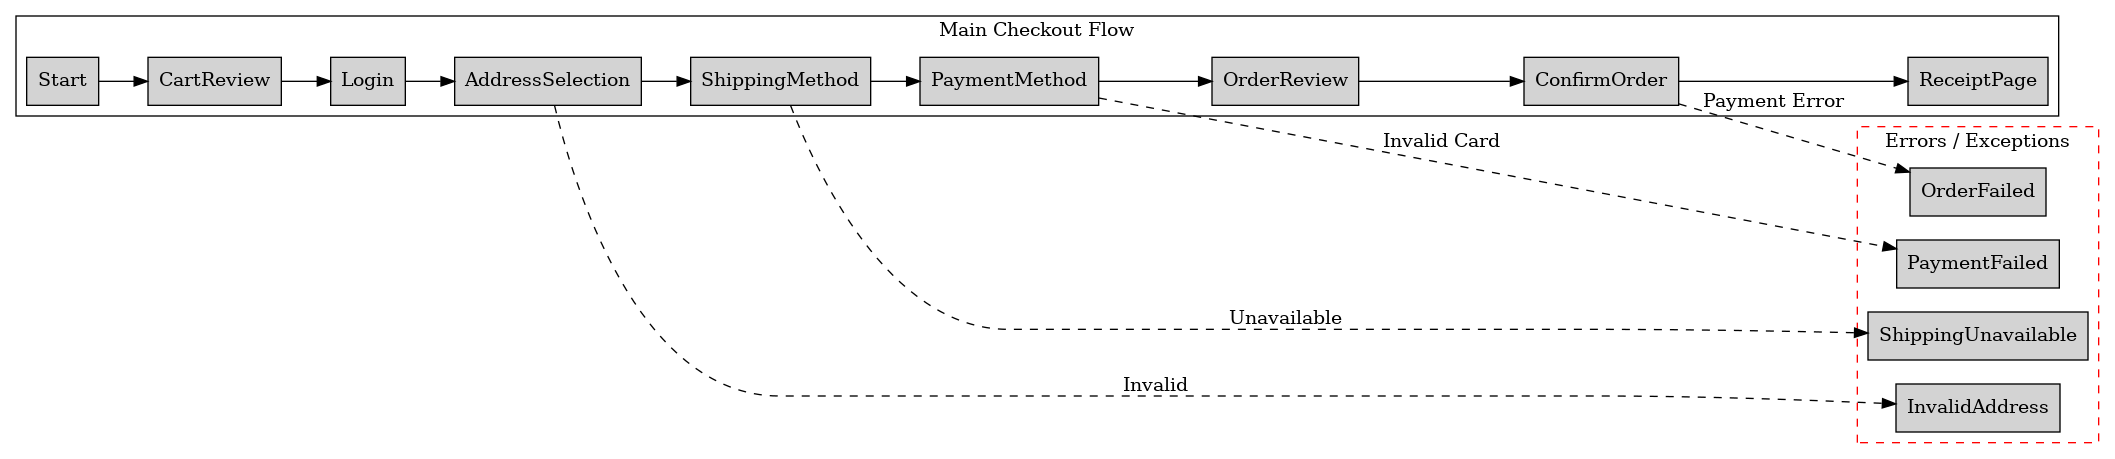 Main Checkout Flow
Start
CartReview
Login
AddressSelection
ShippingMethod
PaymentMethod
OrderReview
ConfirmOrder
ReceiptPage
Payment Error
Invalid Card
Errors / Exceptions
OrderFailed
PaymentFailed
Unavailable
ShippingUnavailable
Invalid
InvalidAddress